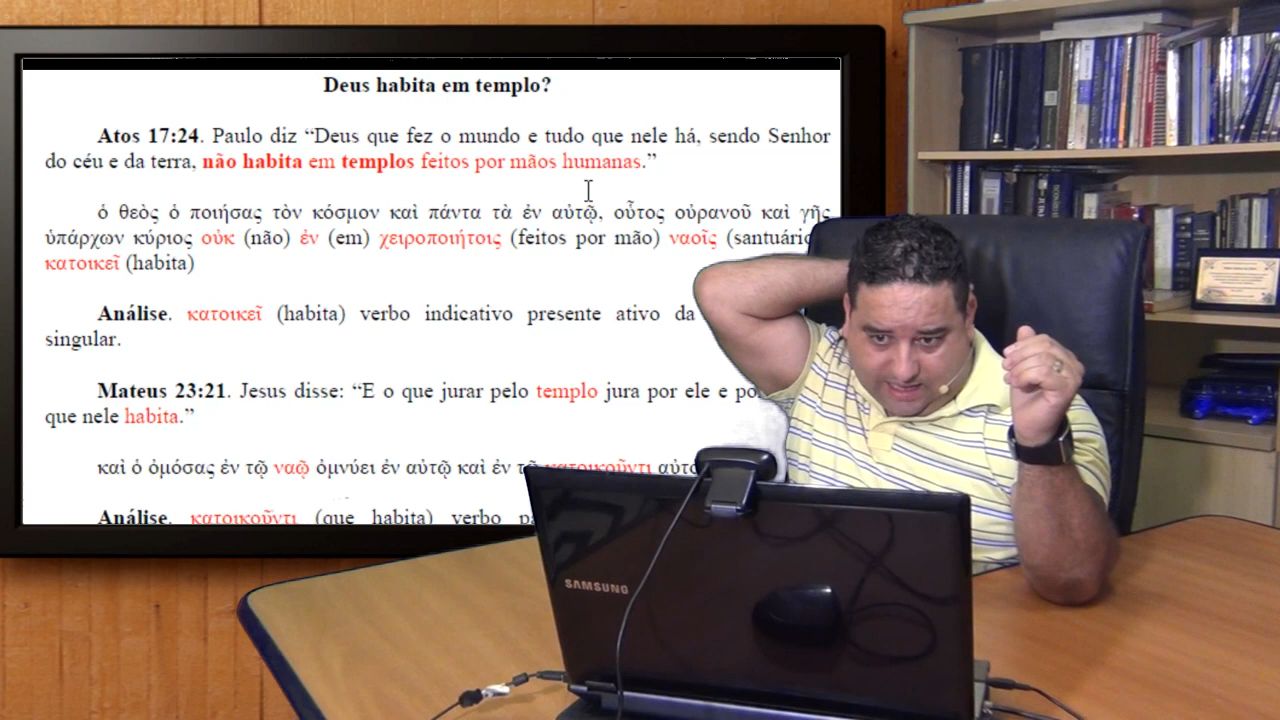 Deus habita em templo?
Atos 17:24. Paulo diz “Deus que fez o mundo e tudo que nele há, sendo Senhor
do céu e da terra, não habita em templos feitos por mãos humanas.”
ὁ θεὸς ὁ ποιήσας τὸν κόσμον καὶ πάντα τὰ ἐν αὐτῷ, οὗτος οὐρανοῦ καὶ γῆς
ὑπάρχων κύριος οὐκ (não) ἐν (em) χειροποιήτοις (feitos por mão) ναοῖς (santuário
κατοικεῖ (habita)
Análise. κατοικεῖ (habita) verbo indicativo presente ativo da
singular.
Mateus 23:21. Jesus disse: “E o que jurar pelo templo jura por ele e
que nele habita.”
καὶ ὁ ὀμόσας ἐν τῷ ναῷ ὀμνύει ἐν αὐτῷ καὶ ἐν τῷ κατοικοῦντι
Análise. κατοικοῦντι (que habita) verbo
SAMSUNG